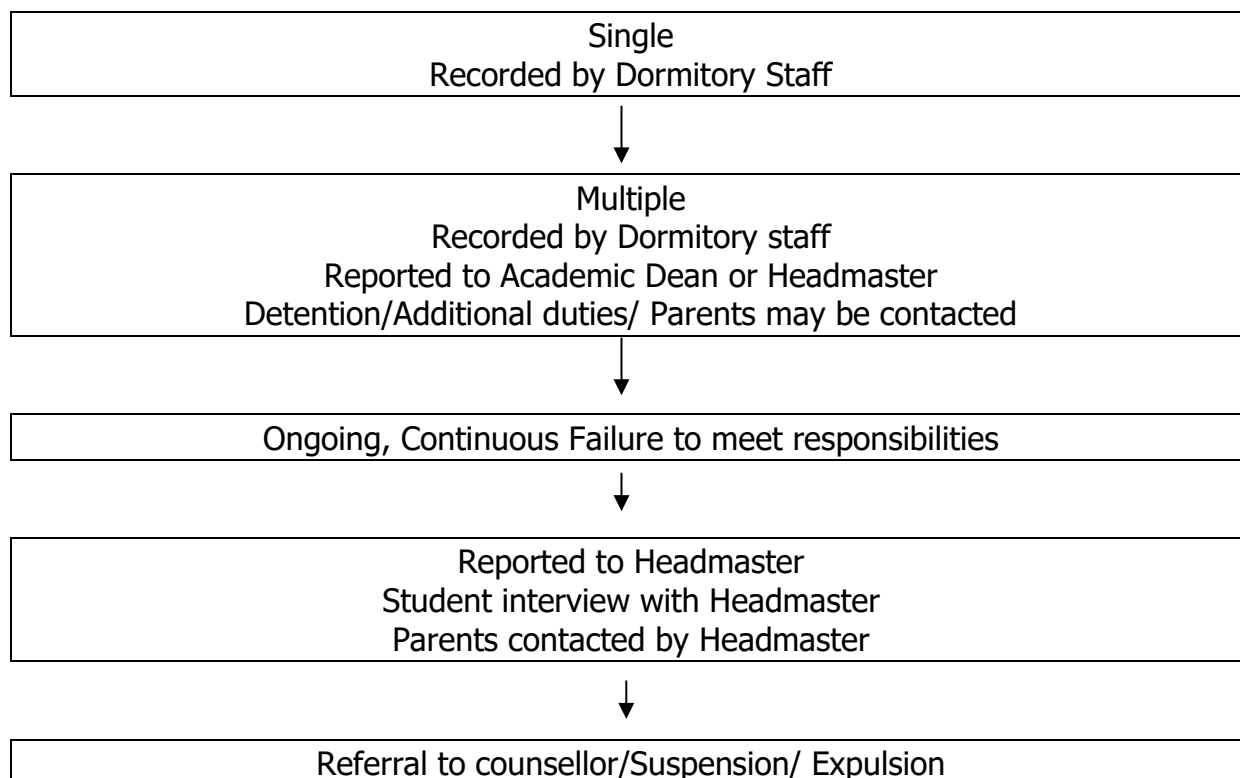 Single
Recorded by Dormitory Staff
Multiple
Recorded by Dormitory staff
Reported to Academic Dean or Headmaster
Detention/Additional duties/ Parents may be contacted
Ongoing, Continuous Failure to meet responsibilities
Reported to Headmaster
Student interview with Headmaster
Parents contacted by Headmaster
Referral to counsellor/Suspension/ Expulsion